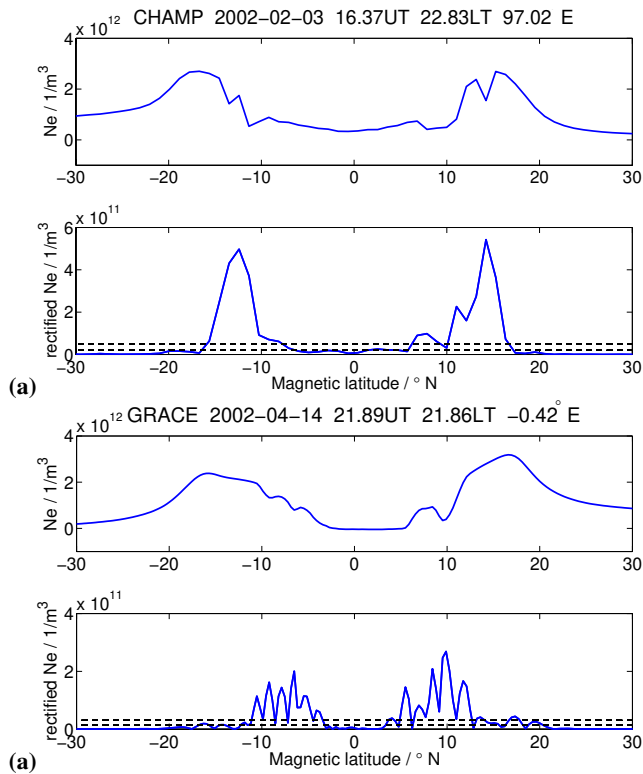 CHAMP 2002-02-03 16.37UT 22.83LT 97.02 E
x 10^12
4
2
0
Ne / 1/m^3
−30 −20 −10 0 10 20 30
x 10^11
6
4
2
0
rectified Ne / 1/m^3
−30 −20 −10 0 10 20 30
Magnetic latitude / ° N
(a)
x 10^12 GRACE 2002-04-14 21.89UT 21.86LT −0.42° E
4
2
0
Ne / 1/m^3
−30 −20 −10 0 10 20 30
x 10^11
4
2
0
rectified Ne / 1/m^3
−30 −20 −10 0 10 20 30
Magnetic latitude / ° N
(a)